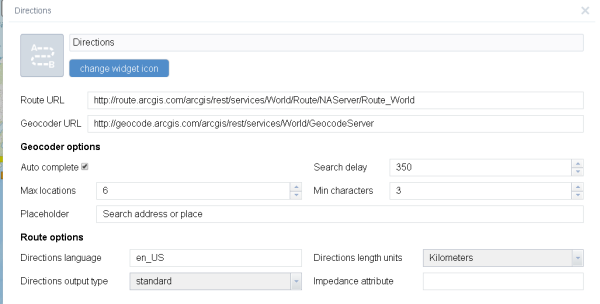 Directions
Directions
A
B
change widget icon
Route URL http://route.arcgis.com/arcgis/rest/services/World/Route/NAServer/Route_World
Geocoder URL http://geocode.arcgis.com/arcgis/rest/services/World/GeocodeServer
Geocoder options
Auto complete Search delay 350
Max locations 6 Min characters 3
Placeholder Search address or place
Route options
Directions language en_US Directions length units Kilometers
Directions output type standard Impedance attribute